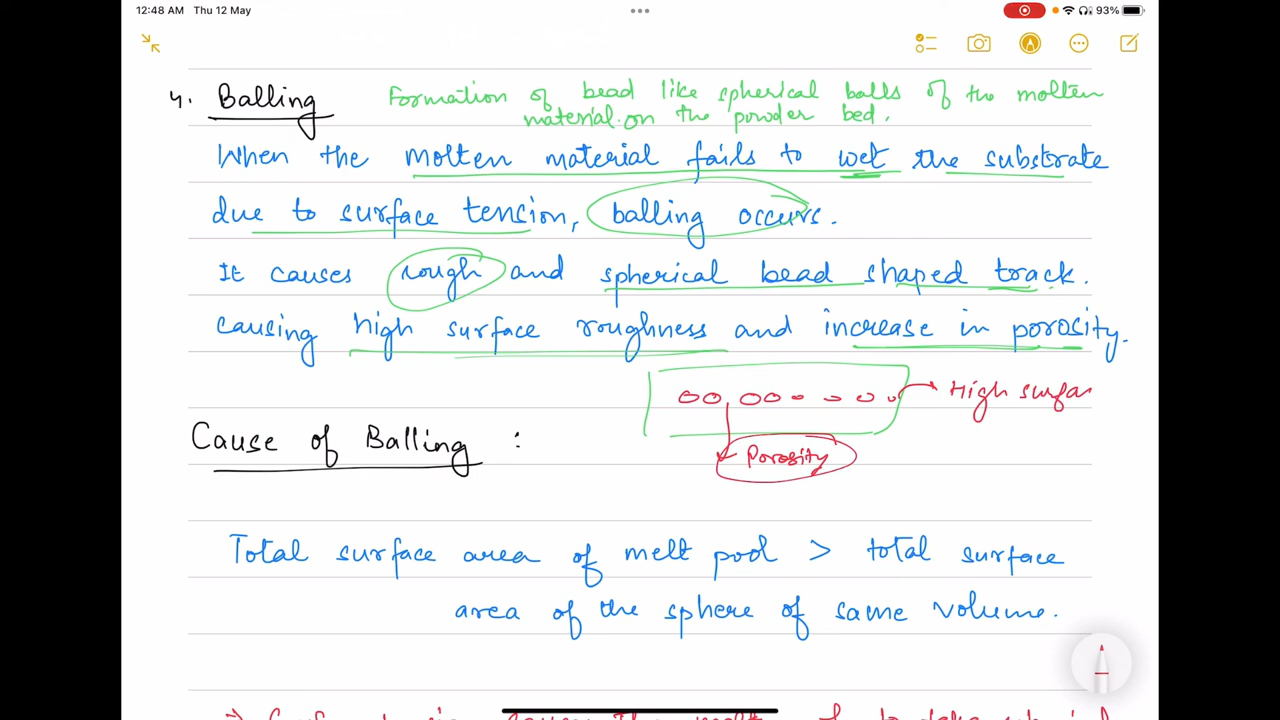 12:48 AM Thu 12 May
93%
4. Balling
Formation of bead like spherical balls of the molten
material on the powder bed.
When the molten material fails to wet the substrate
due to surface tension, balling occurs.
It causes rough and spherical bead shaped track.
causing high surface roughness and increase in porosity.
High surfac
Porosity
Cause of Balling :
Total surface area of melt pool > total surface
area of the sphere of same volume.